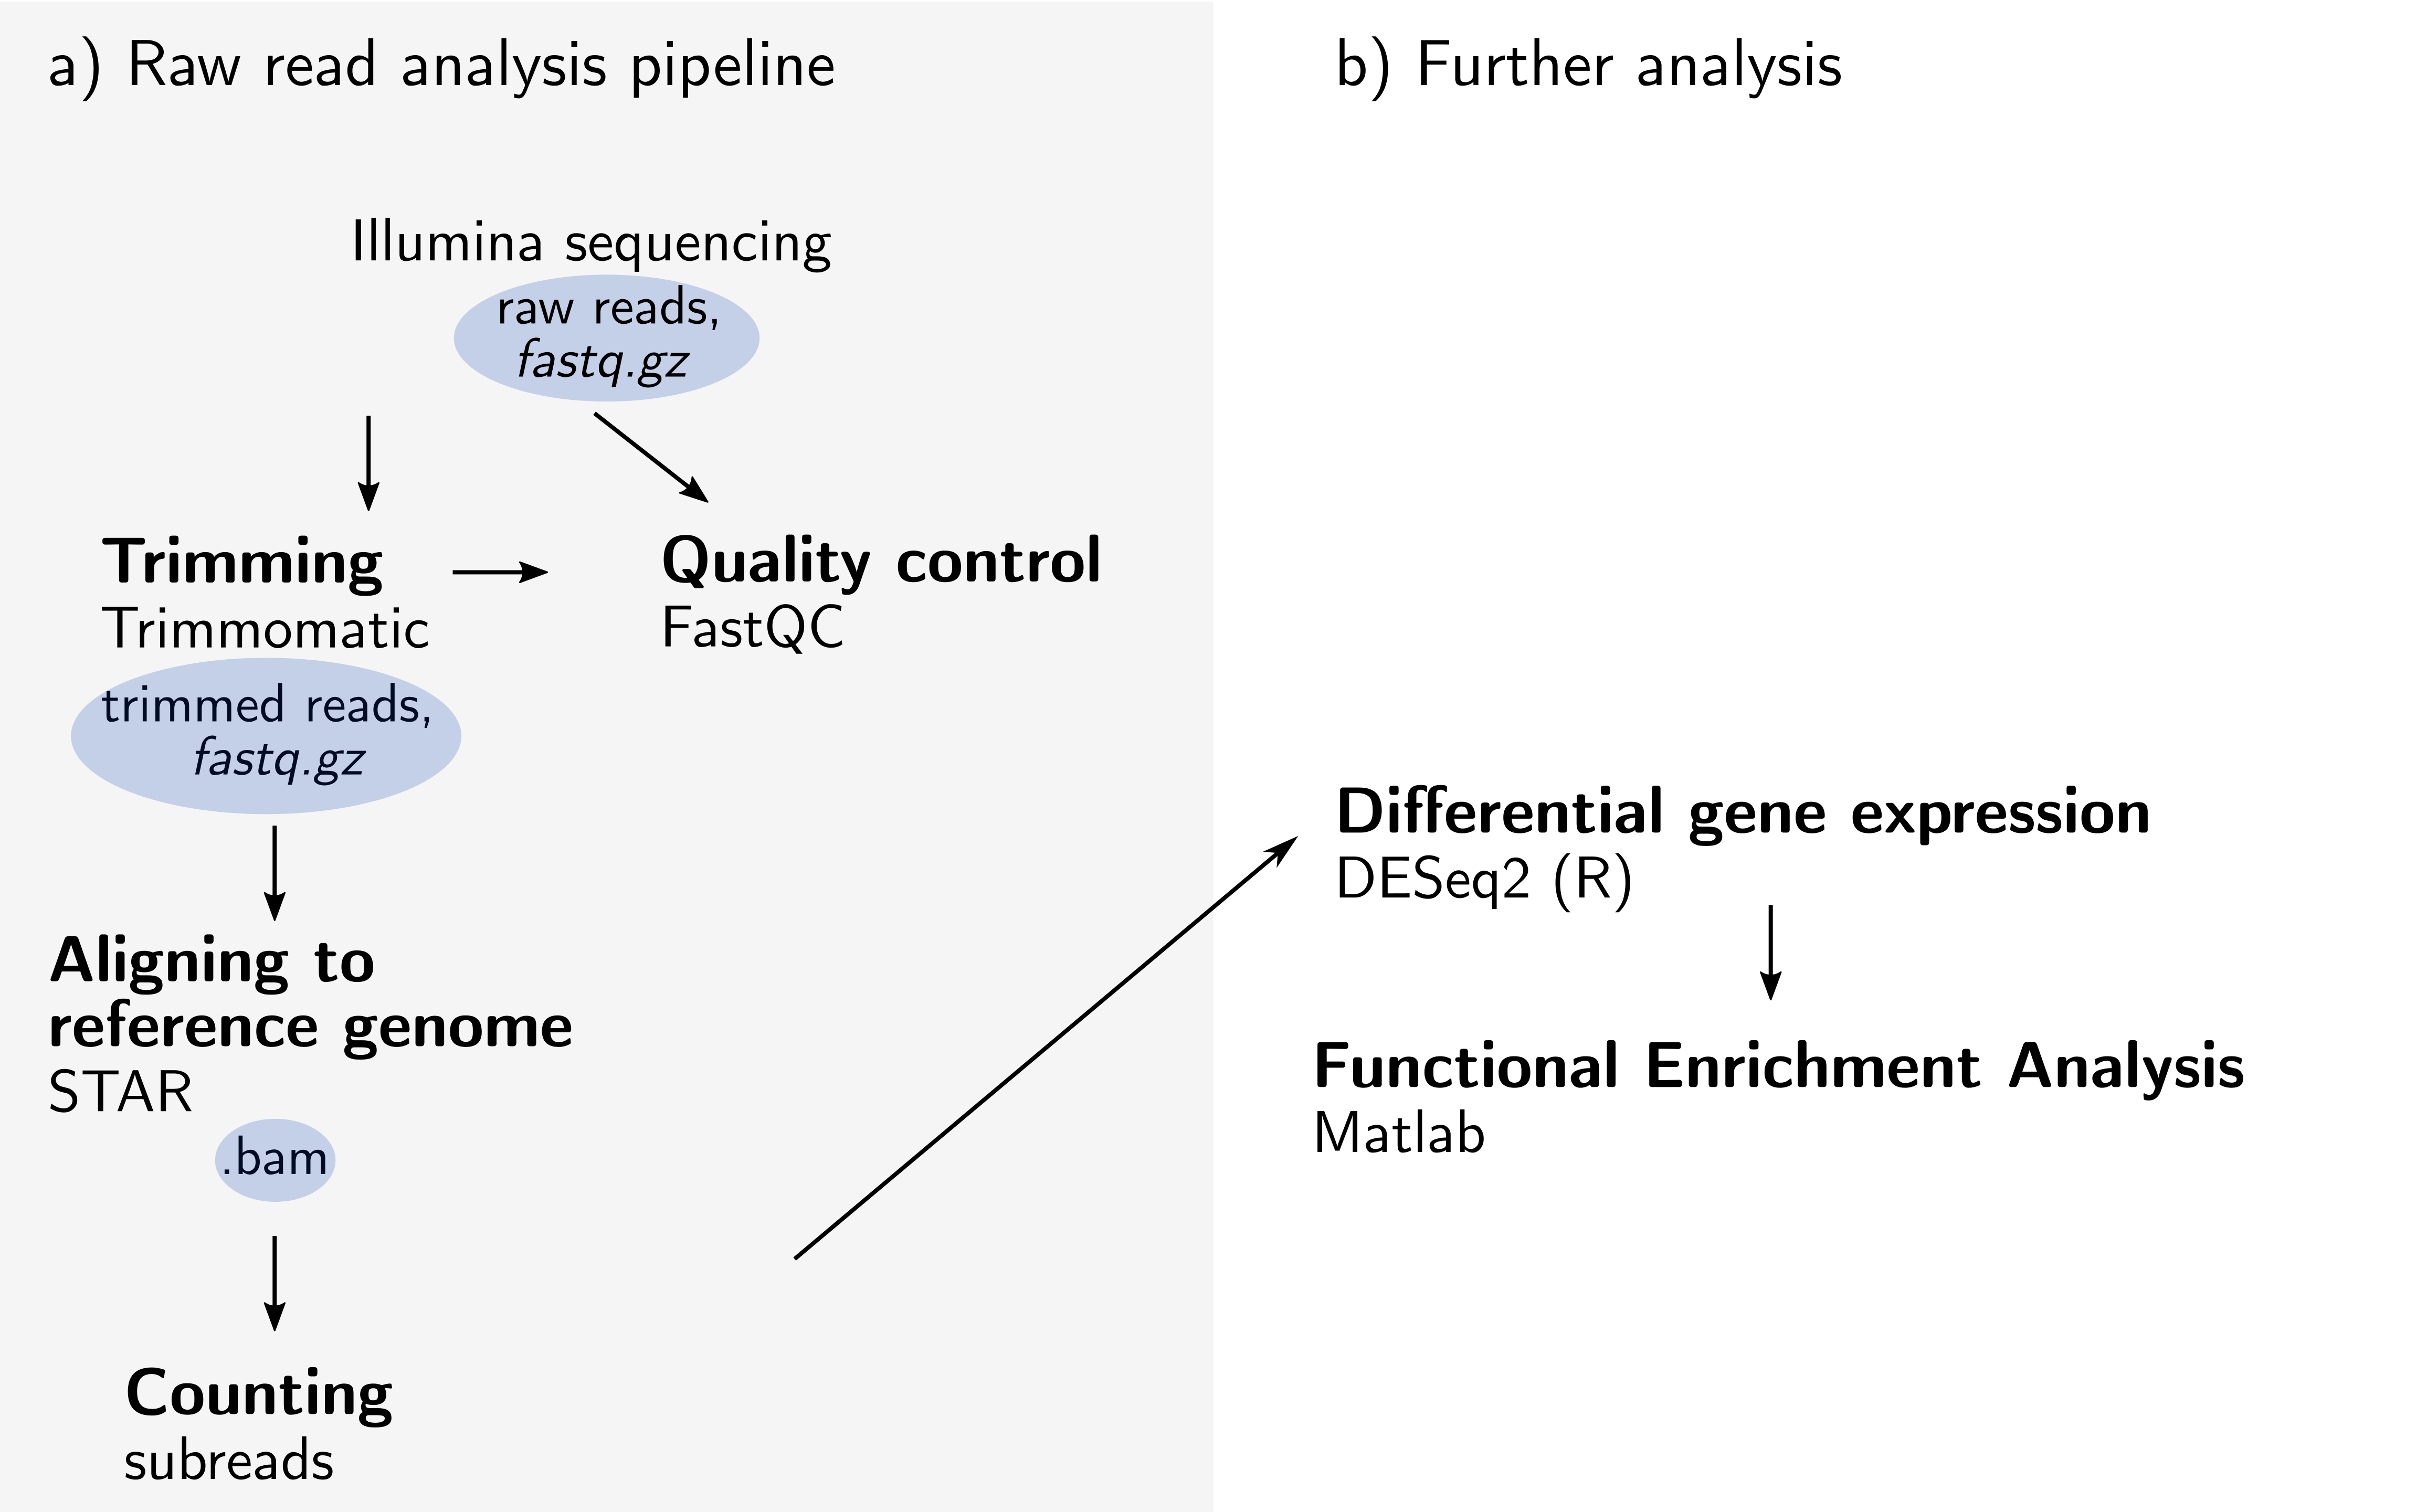 a) Raw read analysis pipeline
Illumina sequencing
raw reads,
fastq.gz
Trimming
Trimmomatic
trimmed reads,
fastq.gz
Quality control
FastQC
Aligning to
reference genome
STAR
.bam
Counting
subreads
b) Further analysis
Differential gene expression
DESeq2 (R)
Functional Enrichment Analysis
Matlab